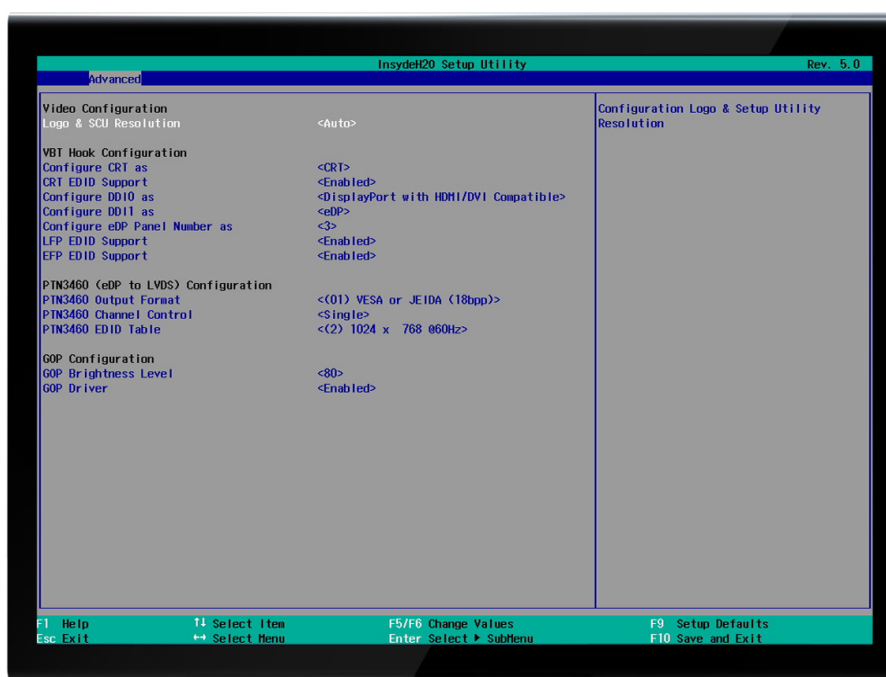 InsydeH20 Setup Utility Rev. 5.0
Advanced
Video Configuration
Logo & SCU Resolution <Auto>
VBT Hook Configuration
Configure CRT as <CRT>
CRT EDID Support <Enabled>
Configure DDI0 as <DisplayPort with HDMI/DVI Compatible>
Configure DDI1 as <eDP>
Configure eDP Panel Number as <3>
LFP EDID Support <Enabled>
EFP EDID Support <Enabled>
PTN3460 (eDP to LVDS) Configuration
PTN3460 Output Format <(01) VESA or JEIDA (18bpp)>
PTN3460 Channel Control <Single>
PTN3460 EDID Table <(2) 1024 x 768 @60Hz>
GOP Configuration
GOP Brightness Level <80>
GOP Driver <Enabled>
Configuration Logo & Setup Utility
Resolution
F1 Help ↑↓ Select Item F5/F6 Change Values F9 Setup Defaults
Esc Exit ↔ Select Menu Enter Select ▶ SubMenu F10 Save and Exit